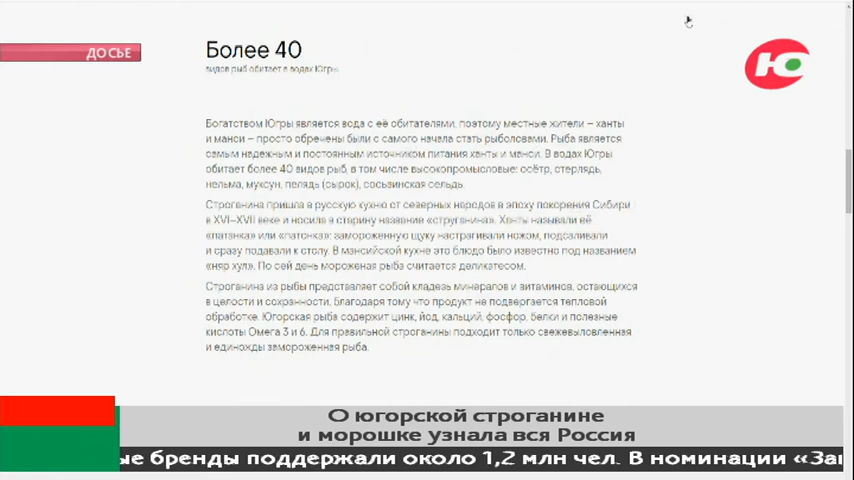 ДОСЬЕ
Более 40
видов рыб обитает в водах Югры
Ю
Богатством Югры является вода с её обитателями, поэтому местные жители – ханты
и манси – просто обречены были с самого начала стать рыболовами. Рыба является
самым надежным и постоянным источником питания ханты и манси. В водах Югры
обитает более 40 видов рыб, в том числе высокопромысловые: осётр, стерлядь,
нельма, муксун, пелядь (сырок), сосьвинская сельдь.
Строганина пришла в русскую кухню от северных народов в эпоху покорения Сибири
в XVI–XVII веке и носила в старину название «струганина». Ханты называли её
«патанка» или «патонка»: замороженную щуку настрагивали ножом, подсаливали
и сразу подавали к столу. В мансийской кухне это блюдо было известно под названием
«няр хул». По сей день мороженая рыба считается деликатесом.
Строганина из рыбы представляет собой кладезь минералов и витаминов, остающихся
в целости и сохранности, благодаря тому что продукт не подвергается тепловой
обработке. Югорская рыба содержит цинк, йод, кальций, фосфор, белки и полезные
кислоты Омега 3 и 6. Для правильной строганины подходит только свежевыловленная
и единожды замороженная рыба.
О югорской строганине
и морошке узнала вся Россия
ые бренды поддержали около 1,2 млн чел. В номинации «Заг